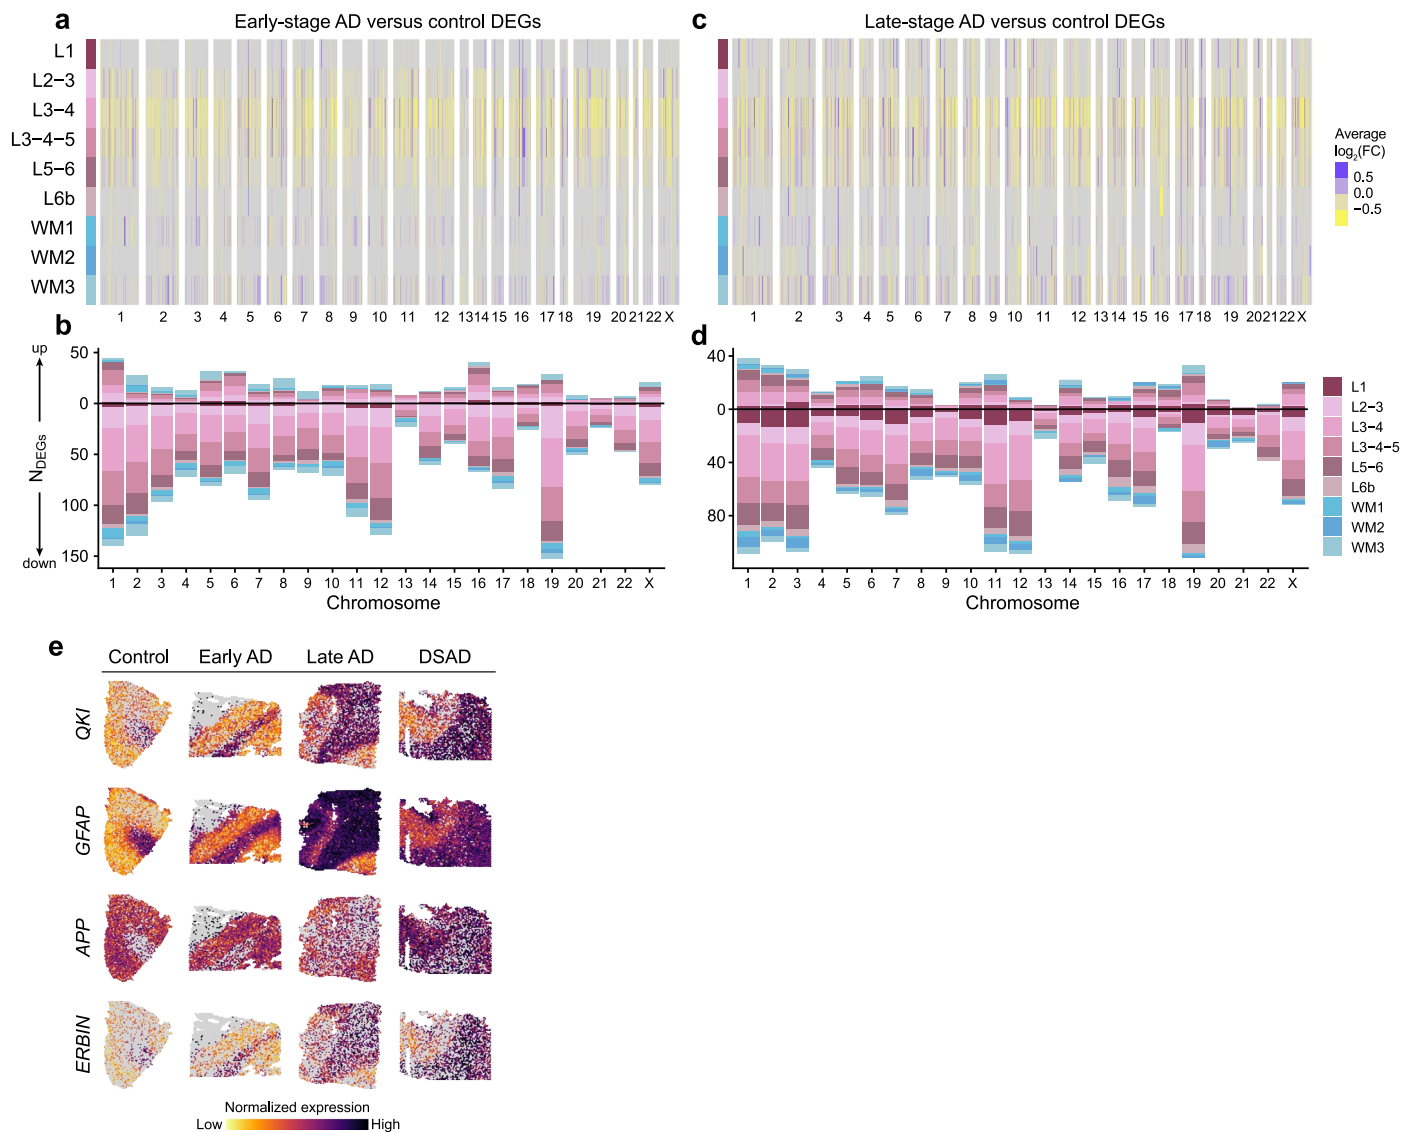 a Early-stage AD versus control DEGs
L1
L2−3
L3−4
L3−4−5
L5−6
L6b
WM1
WM2
WM3
1 2 3 4 5 6 7 8 9 10 11 12 13 14 15 16 17 18 19 20 21 22 X
c Late-stage AD versus control DEGs
1 2 3 4 5 6 7 8 9 10 11 12 13 14 15 16 17 18 19 20 21 22 X
Average
log2(FC)
0.5
0.0
−0.5
b
up
NDEGs
down
50
0
50
100
150
1 2 3 4 5 6 7 8 9 10 11 12 13 14 15 16 17 18 19 20 21 22 X
Chromosome
d
40
0
40
80
1 2 3 4 5 6 7 8 9 10 11 12 13 14 15 16 17 18 19 20 21 22 X
Chromosome
L1
L2−3
L3−4
L3−4−5
L5−6
L6b
WM1
WM2
WM3
e
Control Early AD Late AD DSAD
QKI
GFAP
APP
ERBIN
Normalized expression
Low High